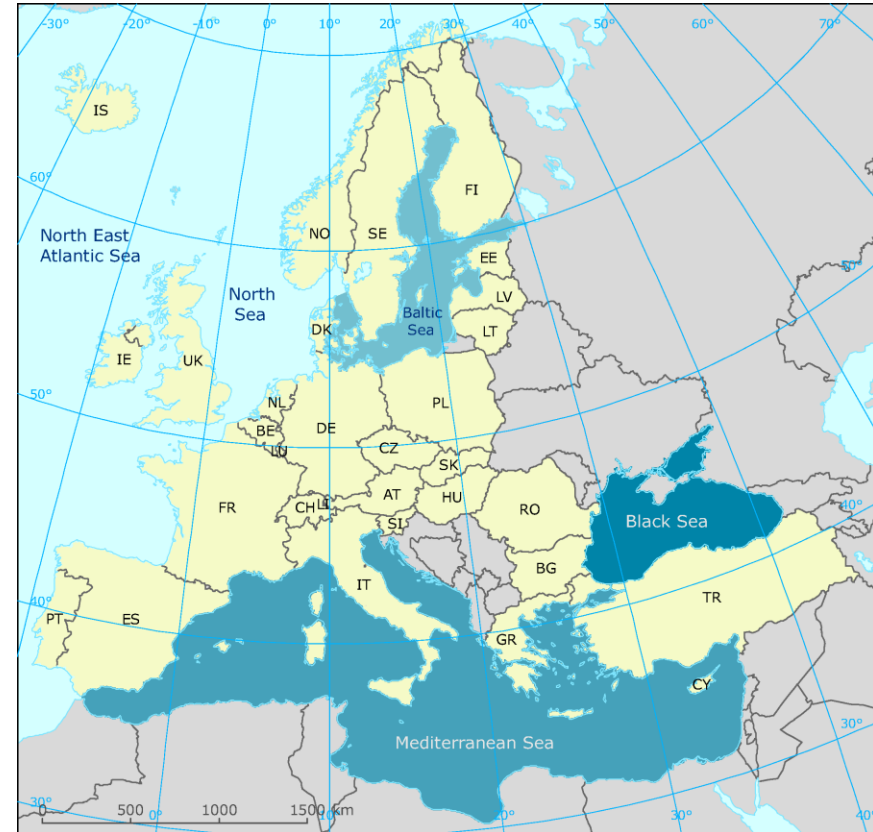 -30°
-20°
-10°
0°
10°
20°
30°
40°
50°
60°
70°
IS
60°
FI
North East
Atlantic Sea
NO
SE
EE
50°
North
Sea
LV
Baltic
Sea
DK
LT
IE
UK
50°
NL
PL
BE
DE
LU
CZ
SK
AT
HU
FR
CH
LI
RO
40°
SI
Black Sea
BG
IT
TR
40°
PT
ES
GR
CY
30°
Mediterranean Sea
30°
0
500
1000
1500 km
0°
10°
20°
30°
40°